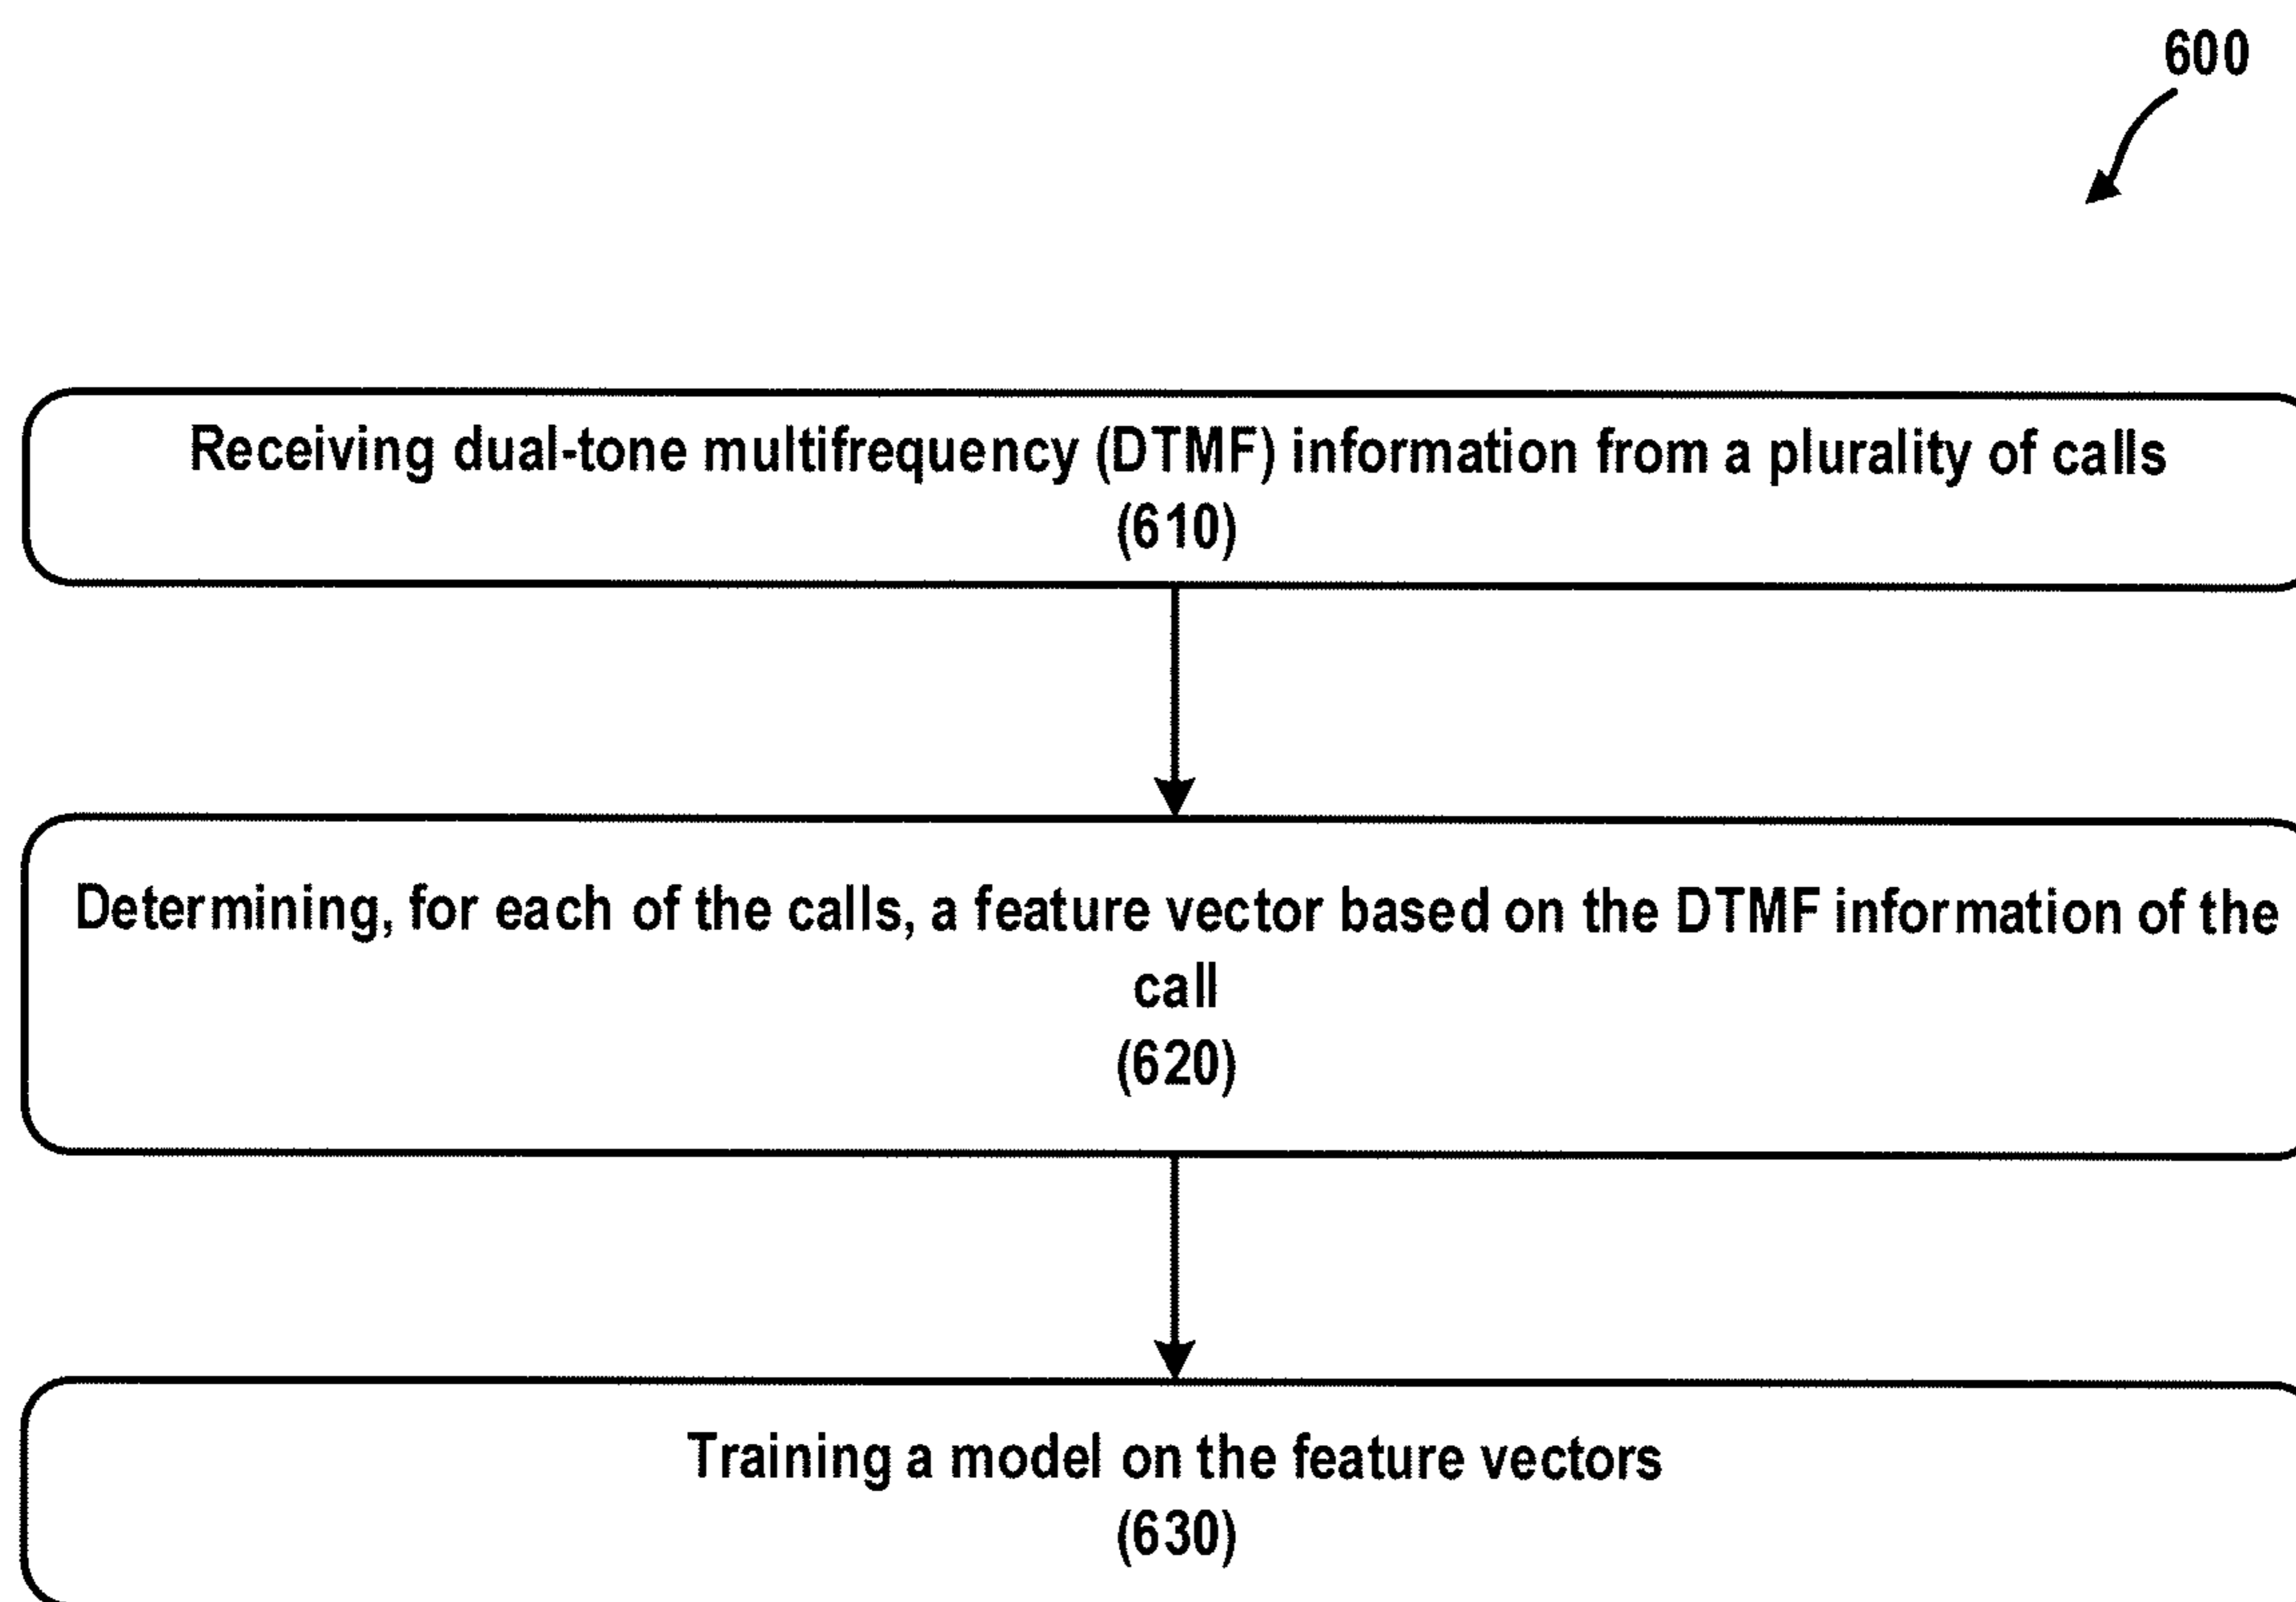 600
Receiving dual-tone multifrequency (DTMF) information from a plurality of calls
(610)
Determining, for each of the calls, a feature vector based on the DTMF information of the
call
(620)
Training a model on the feature vectors
(630)